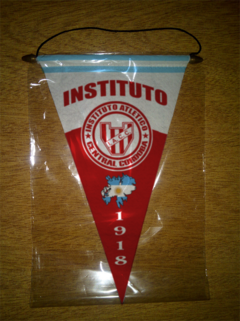 INSTITUTO
INSTITUTO ATLETICO
CENTRAL CORDOBA
1918